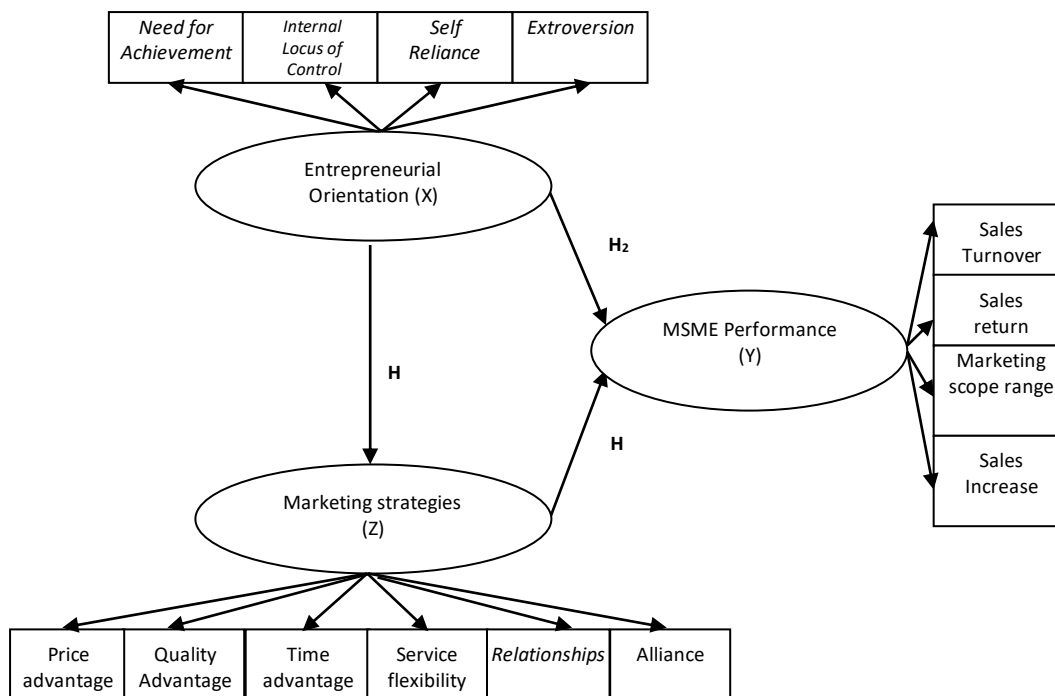 Need for
Achievement
Internal
Locus of
Control
Self
Reliance
Extroversion
Entrepreneurial
Orientation (X)
H₂
Sales
Turnover
Sales
return
Marketing
scope range
Sales
Increase
MSME Performance
(Y)
H
H
Marketing strategies
(Z)
Price
advantage
Quality
Advantage
Time
advantage
Service
flexibility
Relationships
Alliance